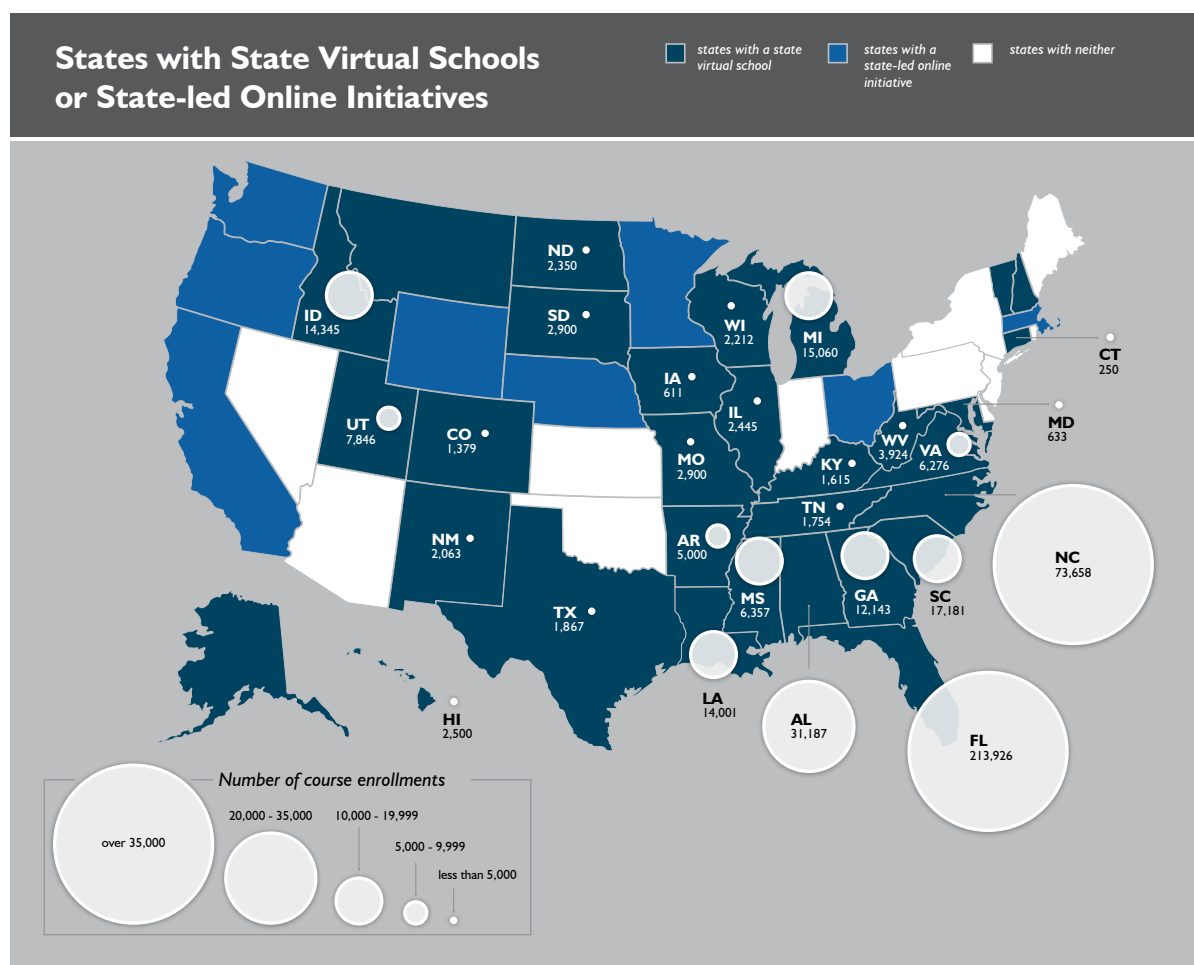 States with State Virtual Schools
or State-led Online Initiatives
states with a state
virtual school
states with a
state-led online
initiative
states with neither
ND
2,350
SD
2,900
ID
14,345
WI
2,212
MI
15,060
CT
250
IA
611
UT
7,846
CO
1,379
IL
2,445
MD
633
WV
3,924
VA
6,276
MO
2,900
KY
1,615
TN
1,754
NM
2,063
AR
5,000
NC
73,658
MS
6,357
GA
12,143
SC
17,181
TX
1,867
LA
14,001
AL
31,187
HI
2,500
FL
213,926
Number of course enrollments
over 35,000
20,000 - 35,000
10,000 - 19,999
5,000 - 9,999
less than 5,000